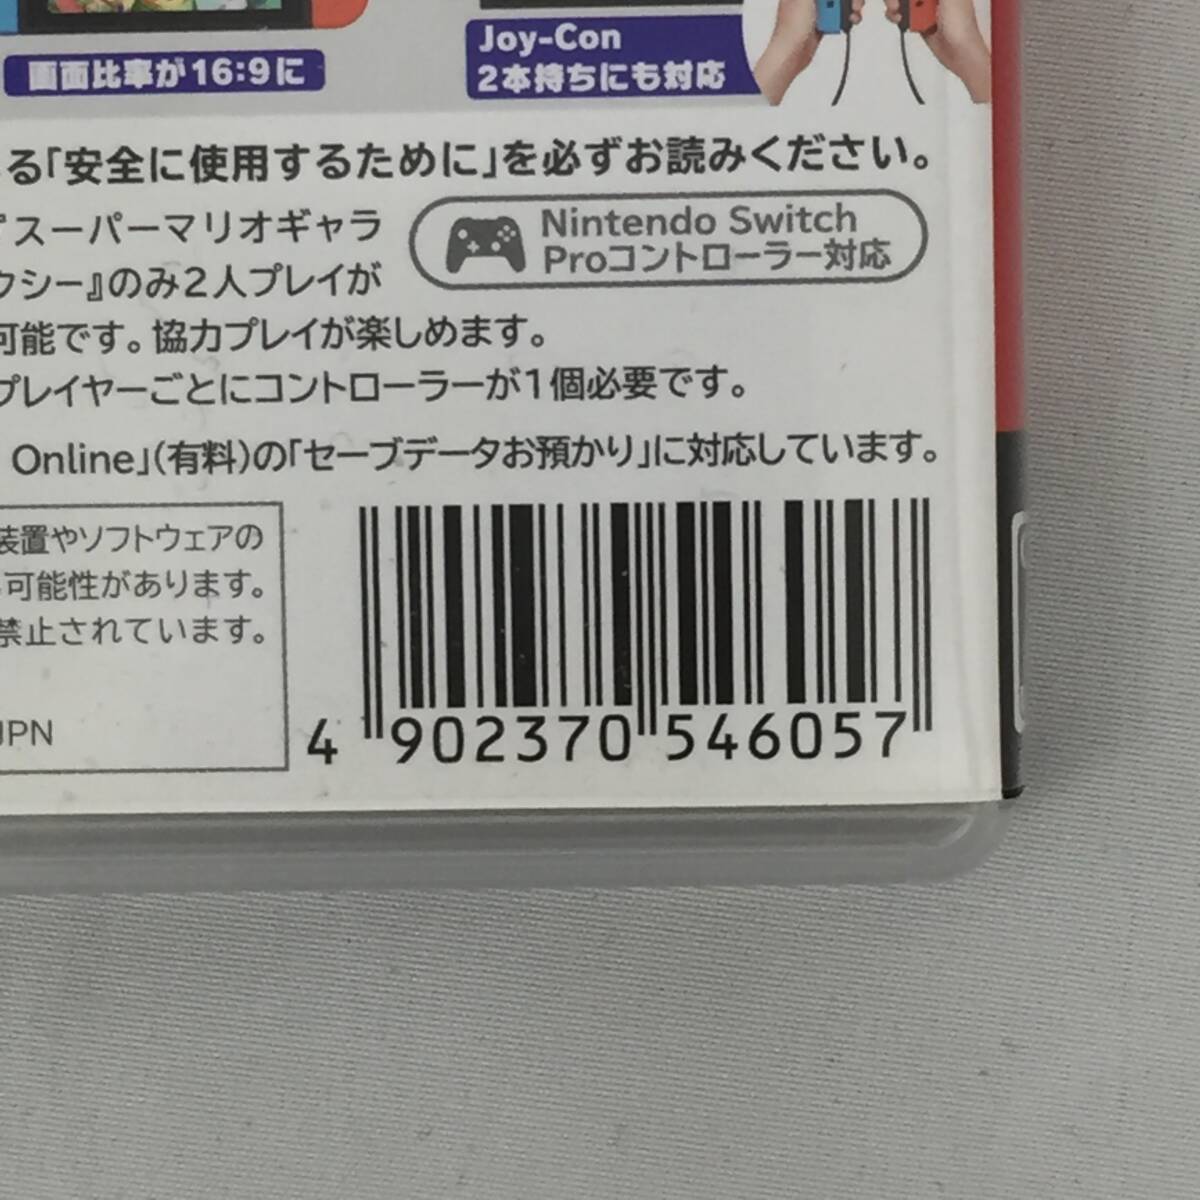 画面比率が16:9に
Joy-Con
2本持ちにも対応
る「安全に使用するために」を必ずお読みください。
スーパーマリオギャラ
クシー』のみ2人プレイが
可能です。協力プレイが楽しめます。
プレイヤーごとにコントローラーが1個必要です。
Nintendo Switch
Proコントローラー対応
Online」(有料)の「セーブデータお預かり」に対応しています。
装置やソフトウェアの
可能性があります。
禁止されています。
JPN
4 902370 546057